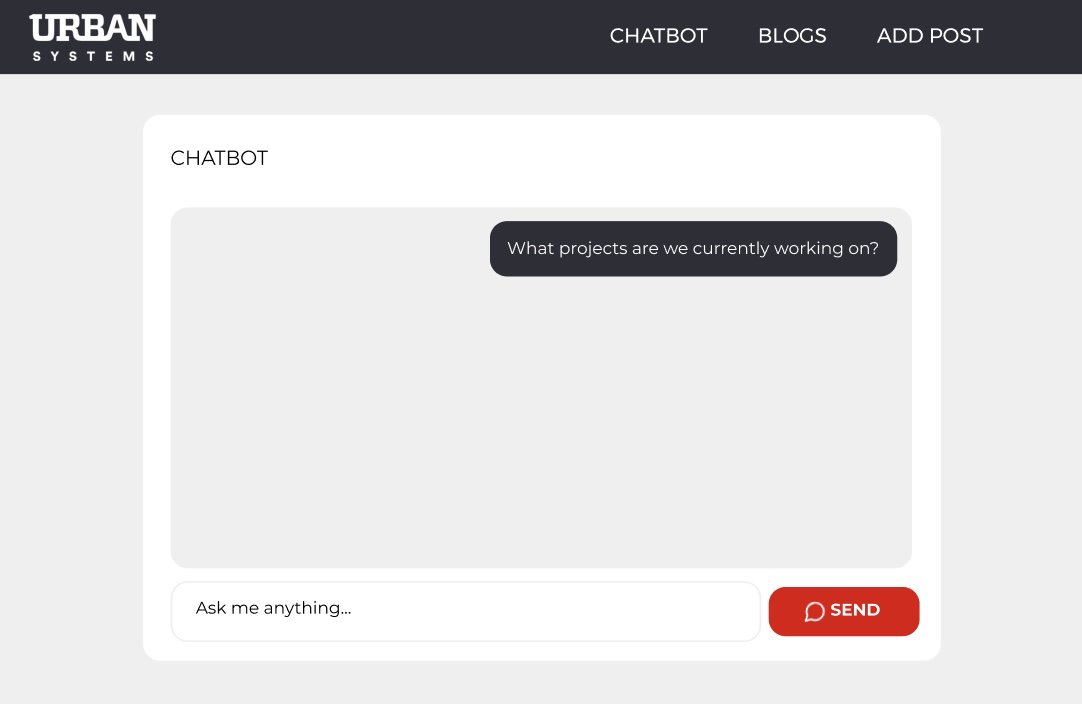 URBAN
SYSTEMS
CHATBOT
BLOGS
ADD POST
CHATBOT
What projects are we currently working on?
Ask me anything...
SEND